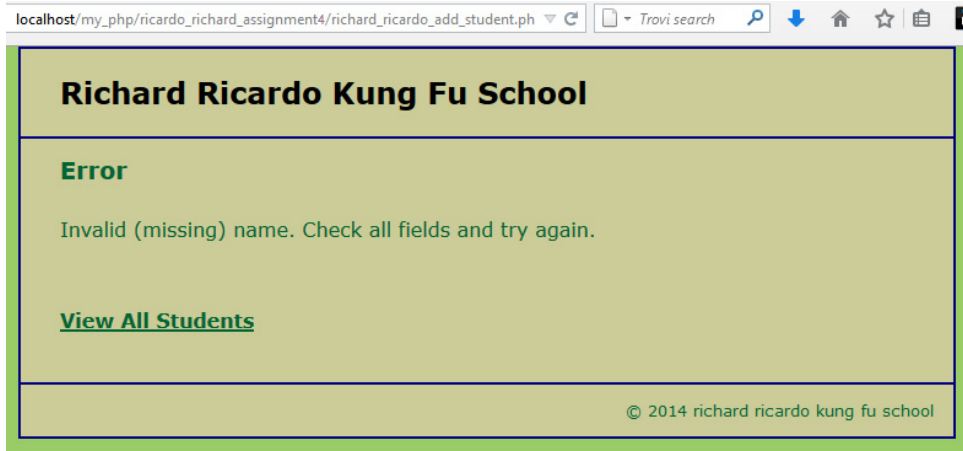 localhost/my_php/ricardo_richard_assignment4/richard_ricardo_add_student.ph
Trovi search
Richard Ricardo Kung Fu School
Error
Invalid (missing) name. Check all fields and try again.
View All Students
© 2014 richard ricardo kung fu school